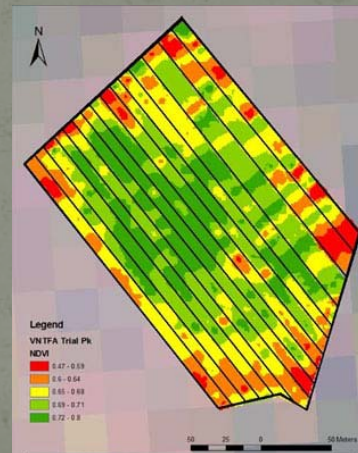 N
Legend
VNTFA Trial Pk
NDVI
0.47 - 0.59
0.6 - 0.64
0.65 - 0.68
0.69 - 0.71
0.72 - 0.8
50 25 0 50 Meters